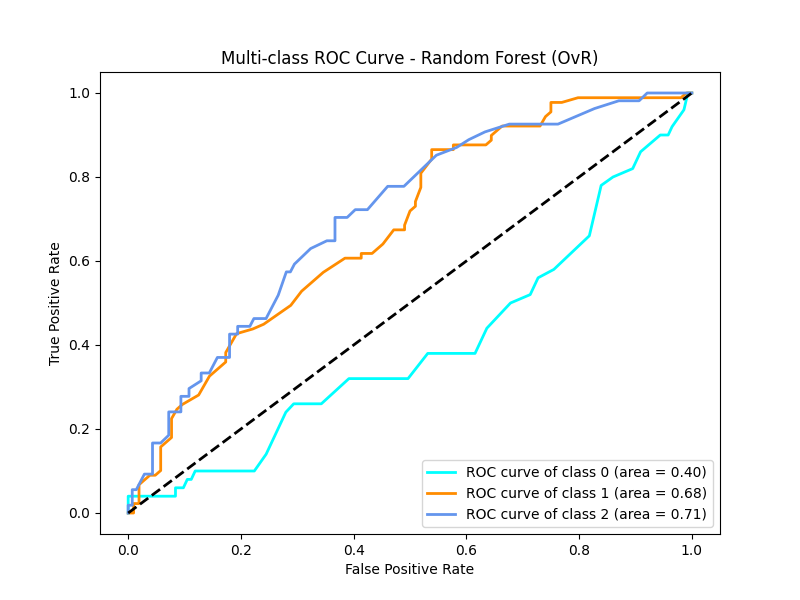 Multi-class ROC Curve - Random Forest (OvR)
1.0
0.8
0.6
0.4
0.2
0.0
True Positive Rate
ROC curve of class 0 (area = 0.40)
ROC curve of class 1 (area = 0.68)
ROC curve of class 2 (area = 0.71)
0.0 0.2 0.4 0.6 0.8 1.0
False Positive Rate